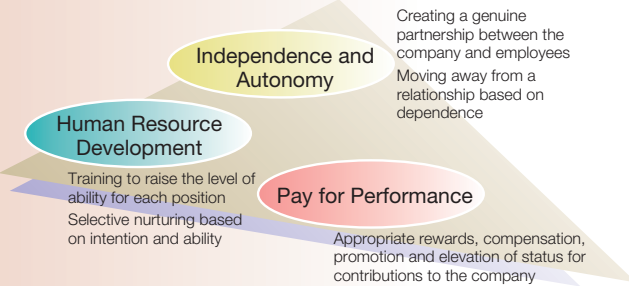 Creating a genuine
partnership between the
company and employees
Moving away from a
relationship based on
dependence
Independence and
Autonomy
Human Resource
Development
Training to raise the level of
ability for each position
Selective nurturing based
on intention and ability
Pay for Performance
Appropriate rewards, compensation,
promotion and elevation of status for
contributions to the company